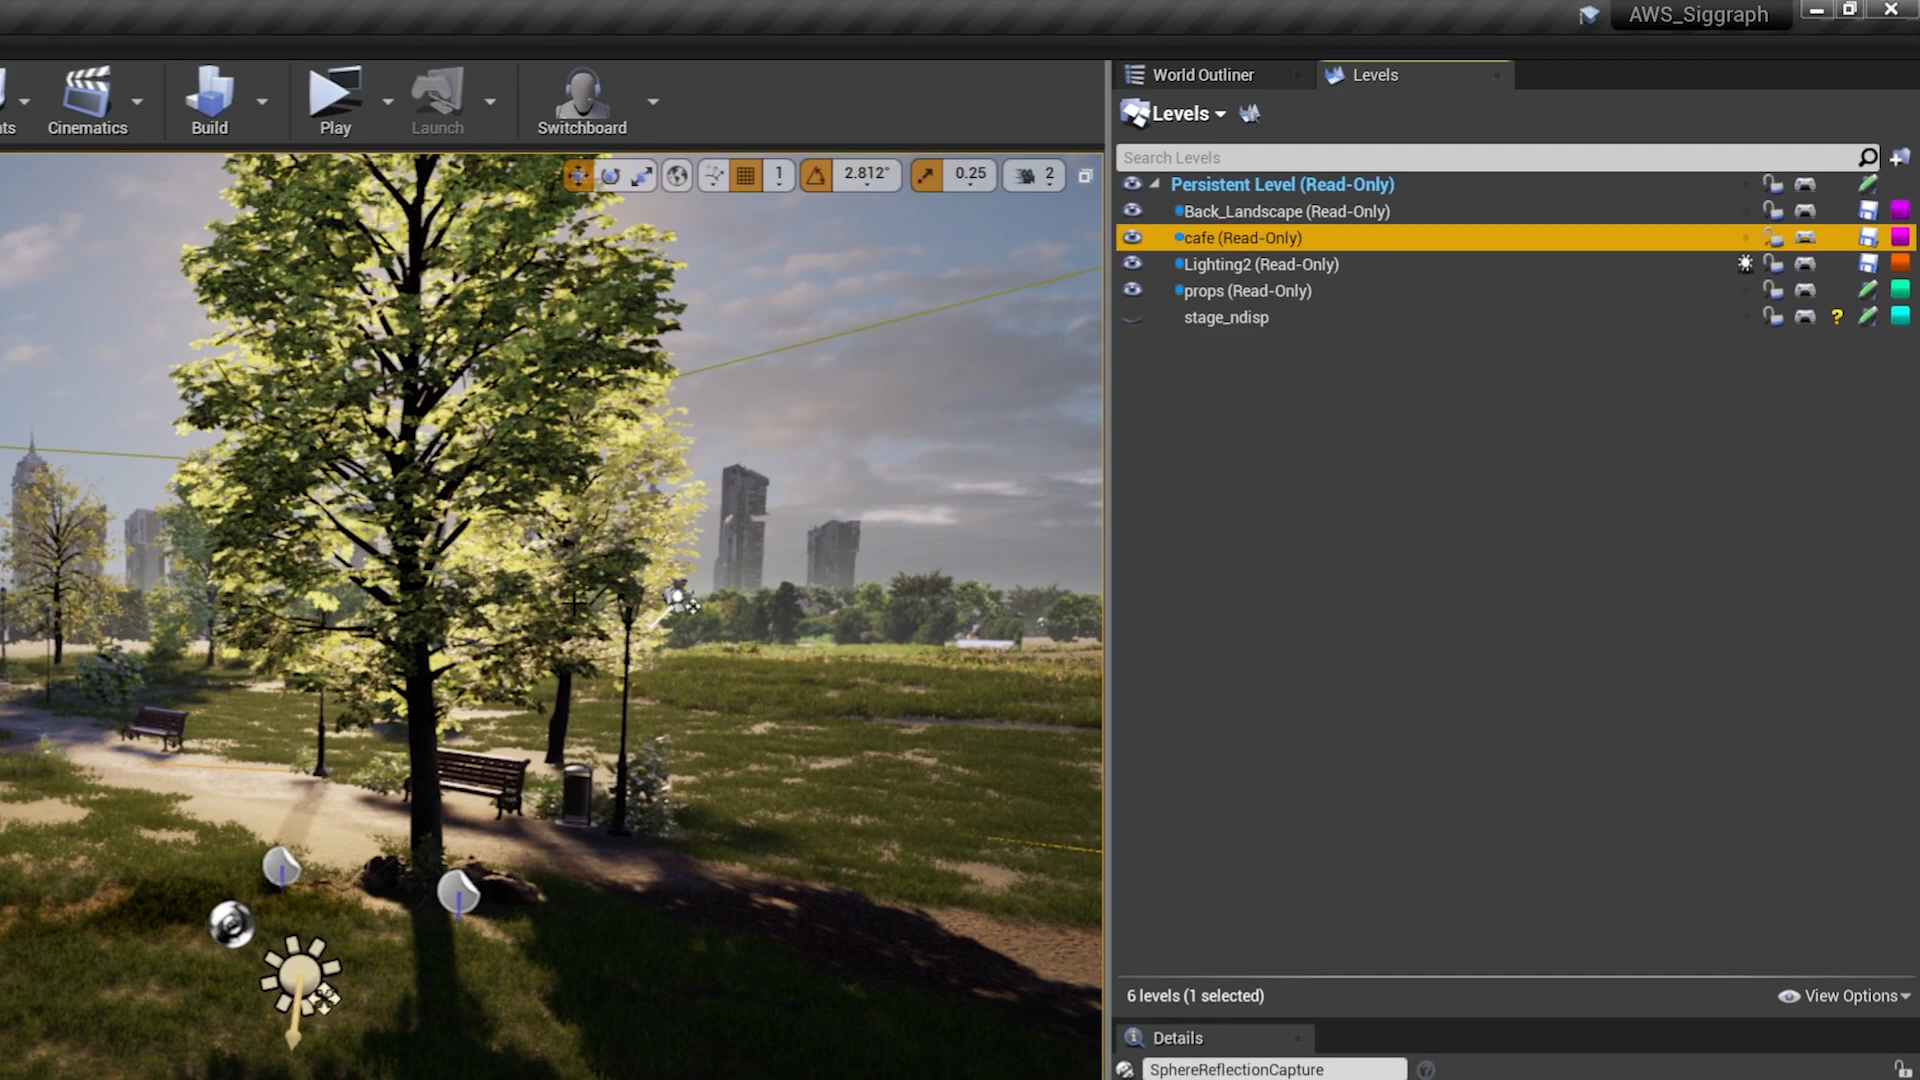 AWS_Siggraph
World Outliner
Levels
nts
Cinematics
Build
Play
Launch
Switchboard
Levels
Search Levels
1
2.812°
0.25
2
Persistent Level (Read-Only)
Back_Landscape (Read-Only)
cafe (Read-Only)
Lighting2 (Read-Only)
props (Read-Only)
stage_ndisp
?
6 levels (1 selected)
View Options
Details
SphereReflectionCapture
?